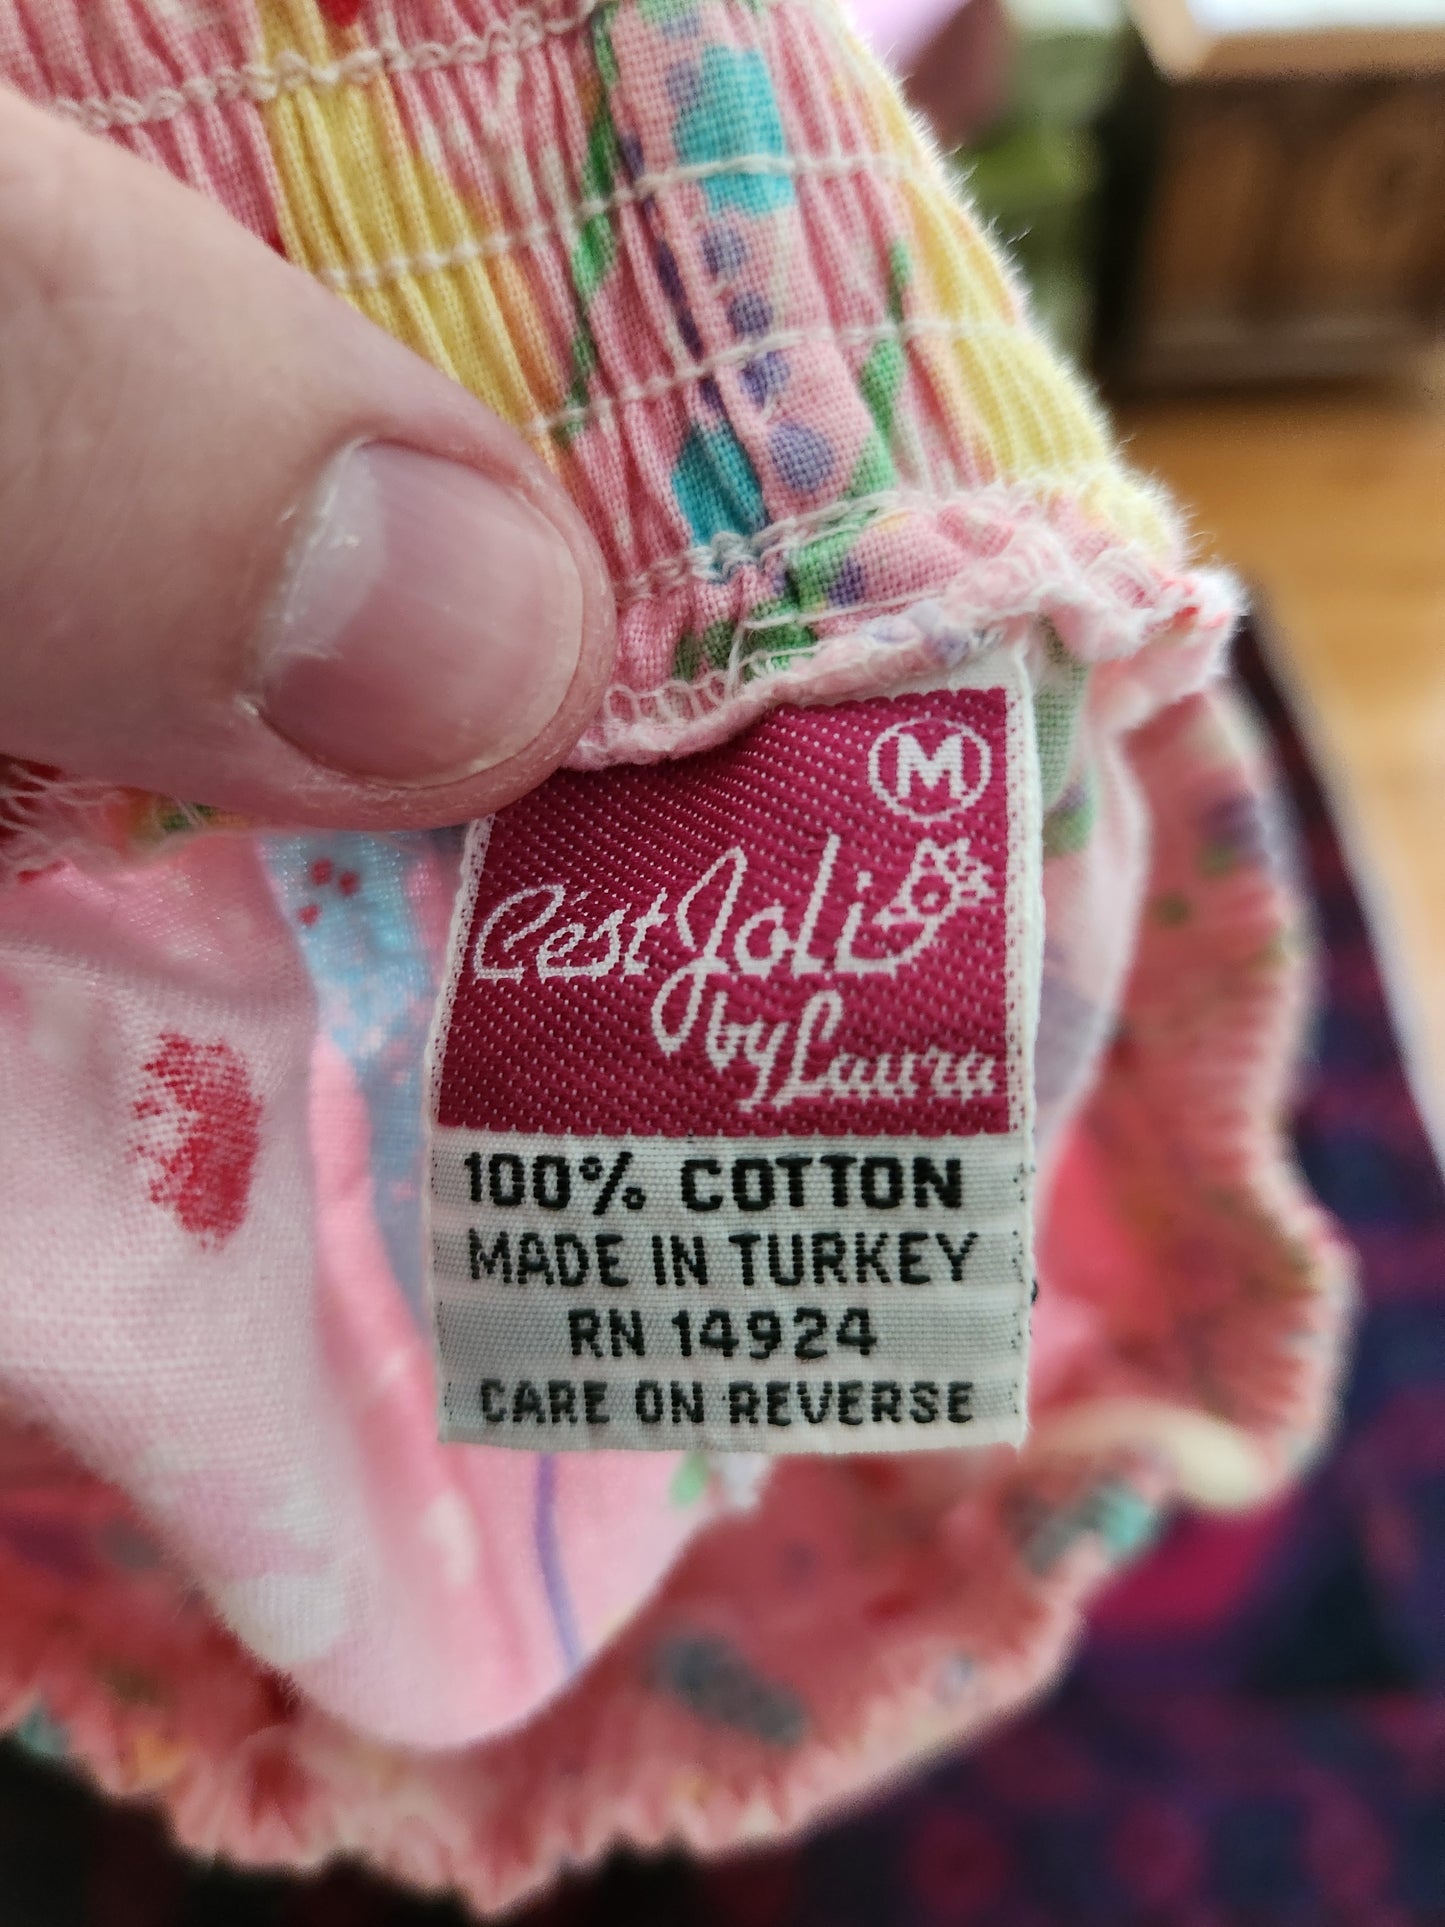 M
C'est Joli
by Laura
100% COTTON
MADE IN TURKEY
RN 14924
CARE ON REVERSE